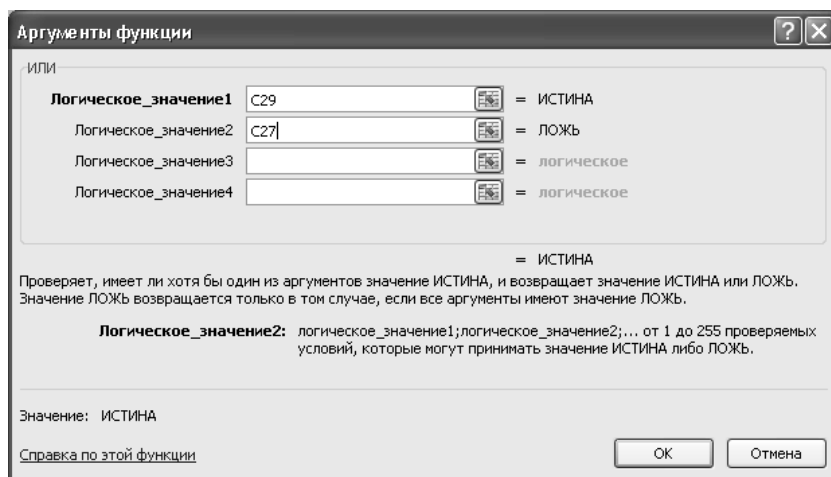 Аргументы функции
ИЛИ
Логическое_значение1 C29 = ИСТИНА
Логическое_значение2 C27 = ЛОЖЬ
Логическое_значение3 = логическое
Логическое_значение4 = логическое
= ИСТИНА
Проверяет, имеет ли хотя бы один из аргументов значение ИСТИНА, и возвращает значение ИСТИНА или ЛОЖЬ.
Значение ЛОЖЬ возвращается только в том случае, если все аргументы имеют значение ЛОЖЬ.
Логическое_значение2: логическое_значение1;логическое_значение2;... от 1 до 255 проверяемых
условий, которые могут принимать значение ИСТИНА либо ЛОЖЬ.
Значение: ИСТИНА
Справка по этой функции OK Отмена